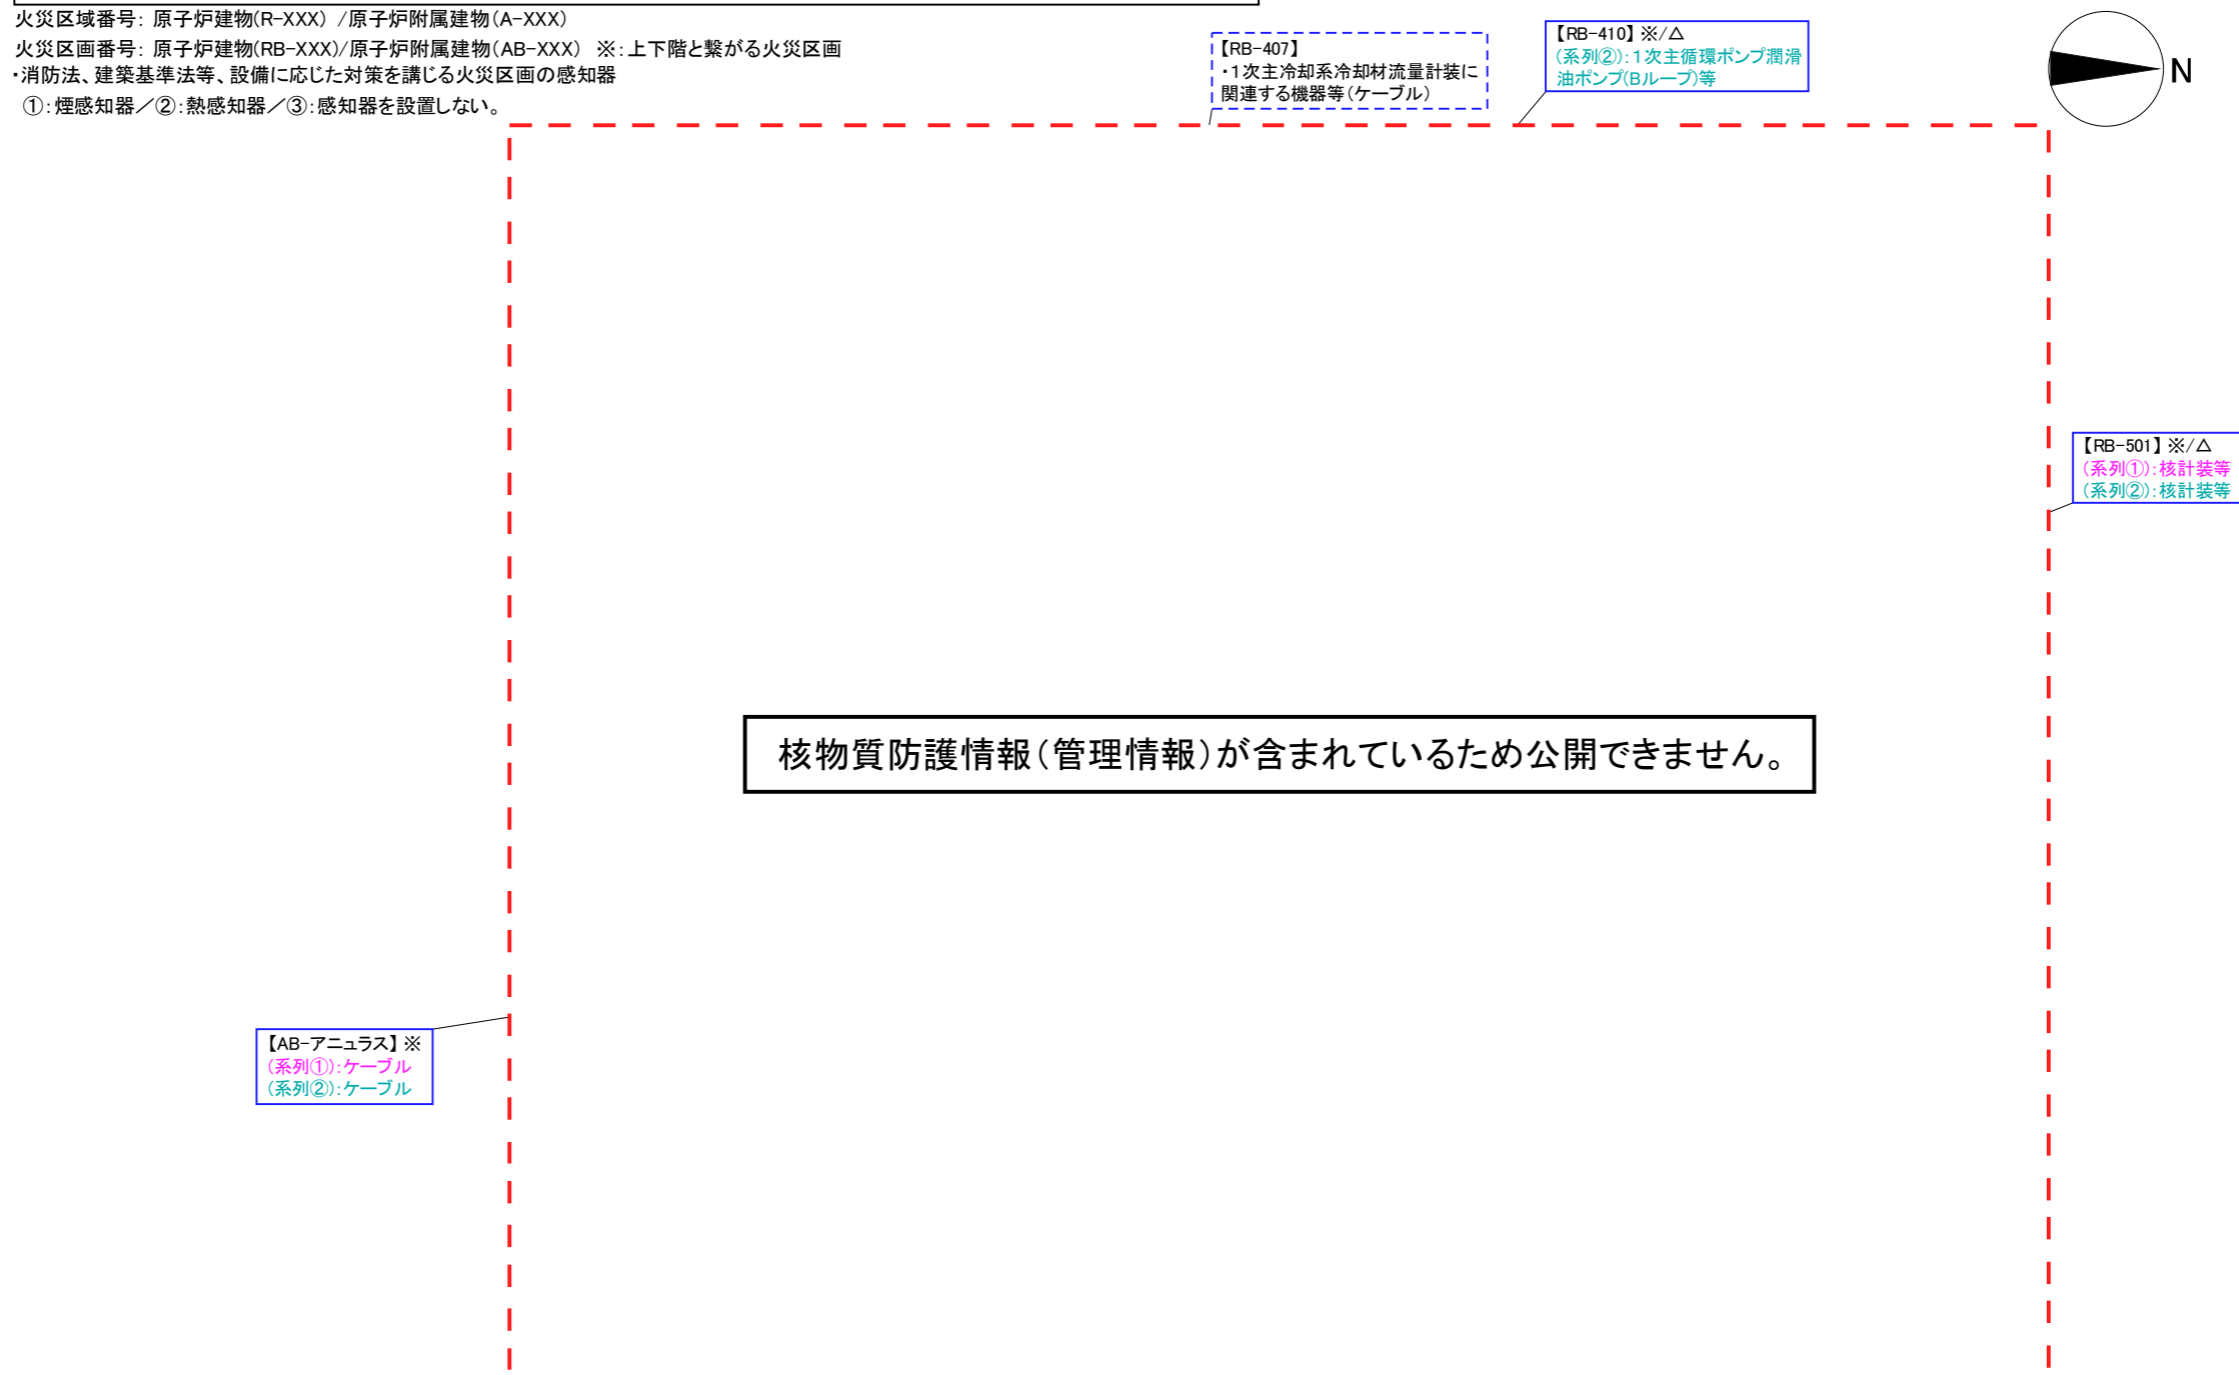 火災区域番号: 原子炉建物(R-XXX) /原子炉附属建物(A-XXX)
火災区画番号: 原子炉建物(RB-XXX)/原子炉附属建物(AB-XXX) ※:上下階と繋がる火災区画
・消防法、建築基準法等、設備に応じた対策を講じる火災区画の感知器
①:煙感知器/②:熱感知器/③:感知器を設置しない。
【RB-407】
・1次主冷却系冷却材流量計装に
関連する機器等(ケーブル)
【RB-410】※/△
(系列②):1次主循環ポンプ潤滑
油ポンプ(Bループ)等
N
【RB-501】※/△
(系列①):核計装等
(系列②):核計装等
核物質防護情報(管理情報)が含まれているため公開できません。
【AB-アニュラス】※
(系列①):ケーブル
(系列②):ケーブル